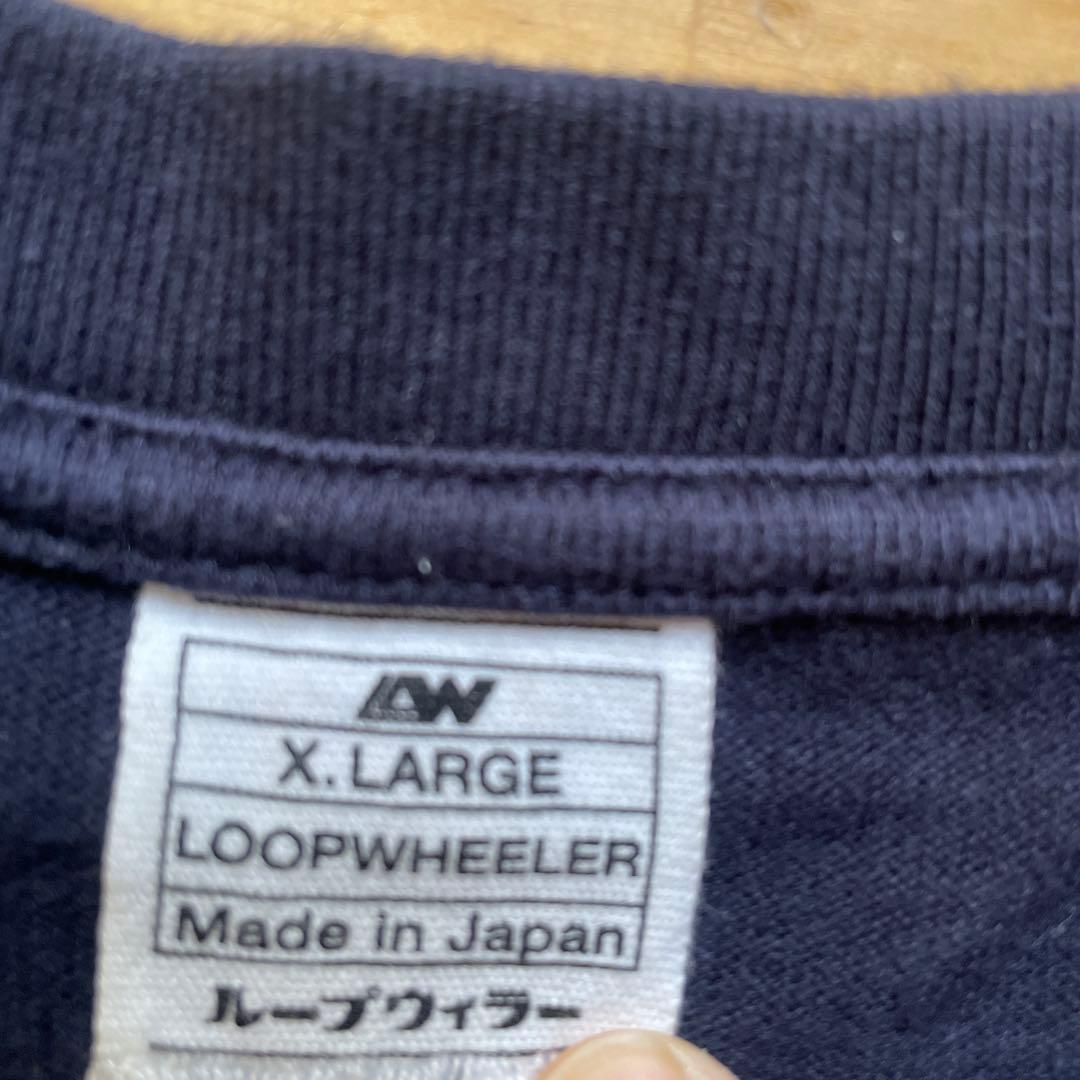 LW
X.LARGE
LOOPWHEELER
Made in Japan
ループウィラー